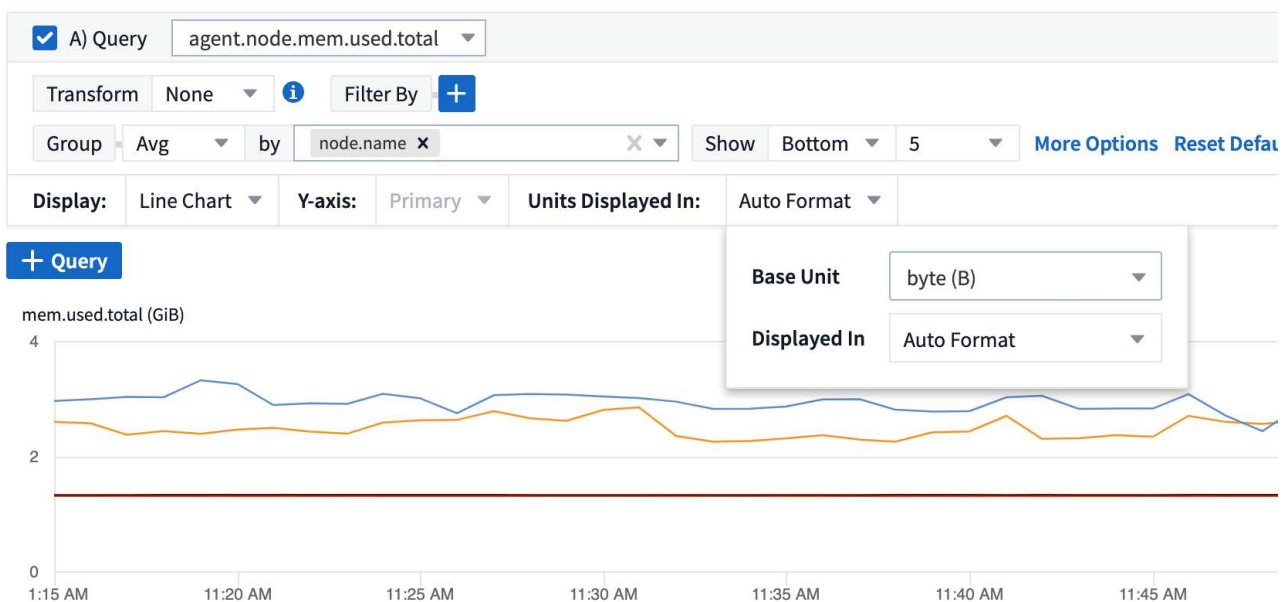 A) Query agent.node.mem.used.total
Transform None Filter By +
Group Avg by node.name × Show Bottom 5 More Options Reset Defau
Display: Line Chart Y-axis: Primary Units Displayed In: Auto Format
+ Query
Base Unit byte (B)
Displayed In Auto Format
mem.used.total (GiB)
4
2
0
1:15 AM 11:20 AM 11:25 AM 11:30 AM 11:35 AM 11:40 AM 11:45 AM